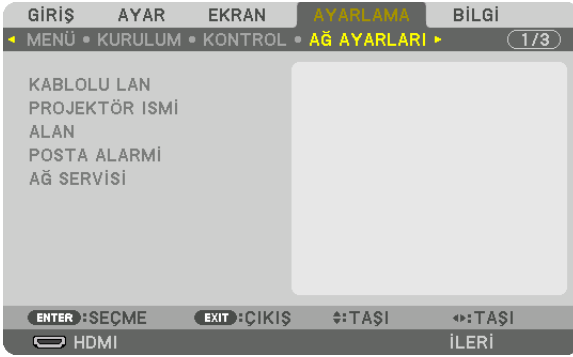 GİRİŞ AYAR EKRAN AYARLAMA BİLGİ
◄ MENÜ • KURULUM • KONTROL • AĞ AYARLARI ► 1/3
KABLOLU LAN
PROJEKTÖR ISMİ
ALAN
POSTA ALARMİ
AĞ SERVİSİ
ENTER :SEÇME EXIT :ÇIKIŞ ⬍:TAŞI ◂▸:TAŞI
HDMI İLERİ